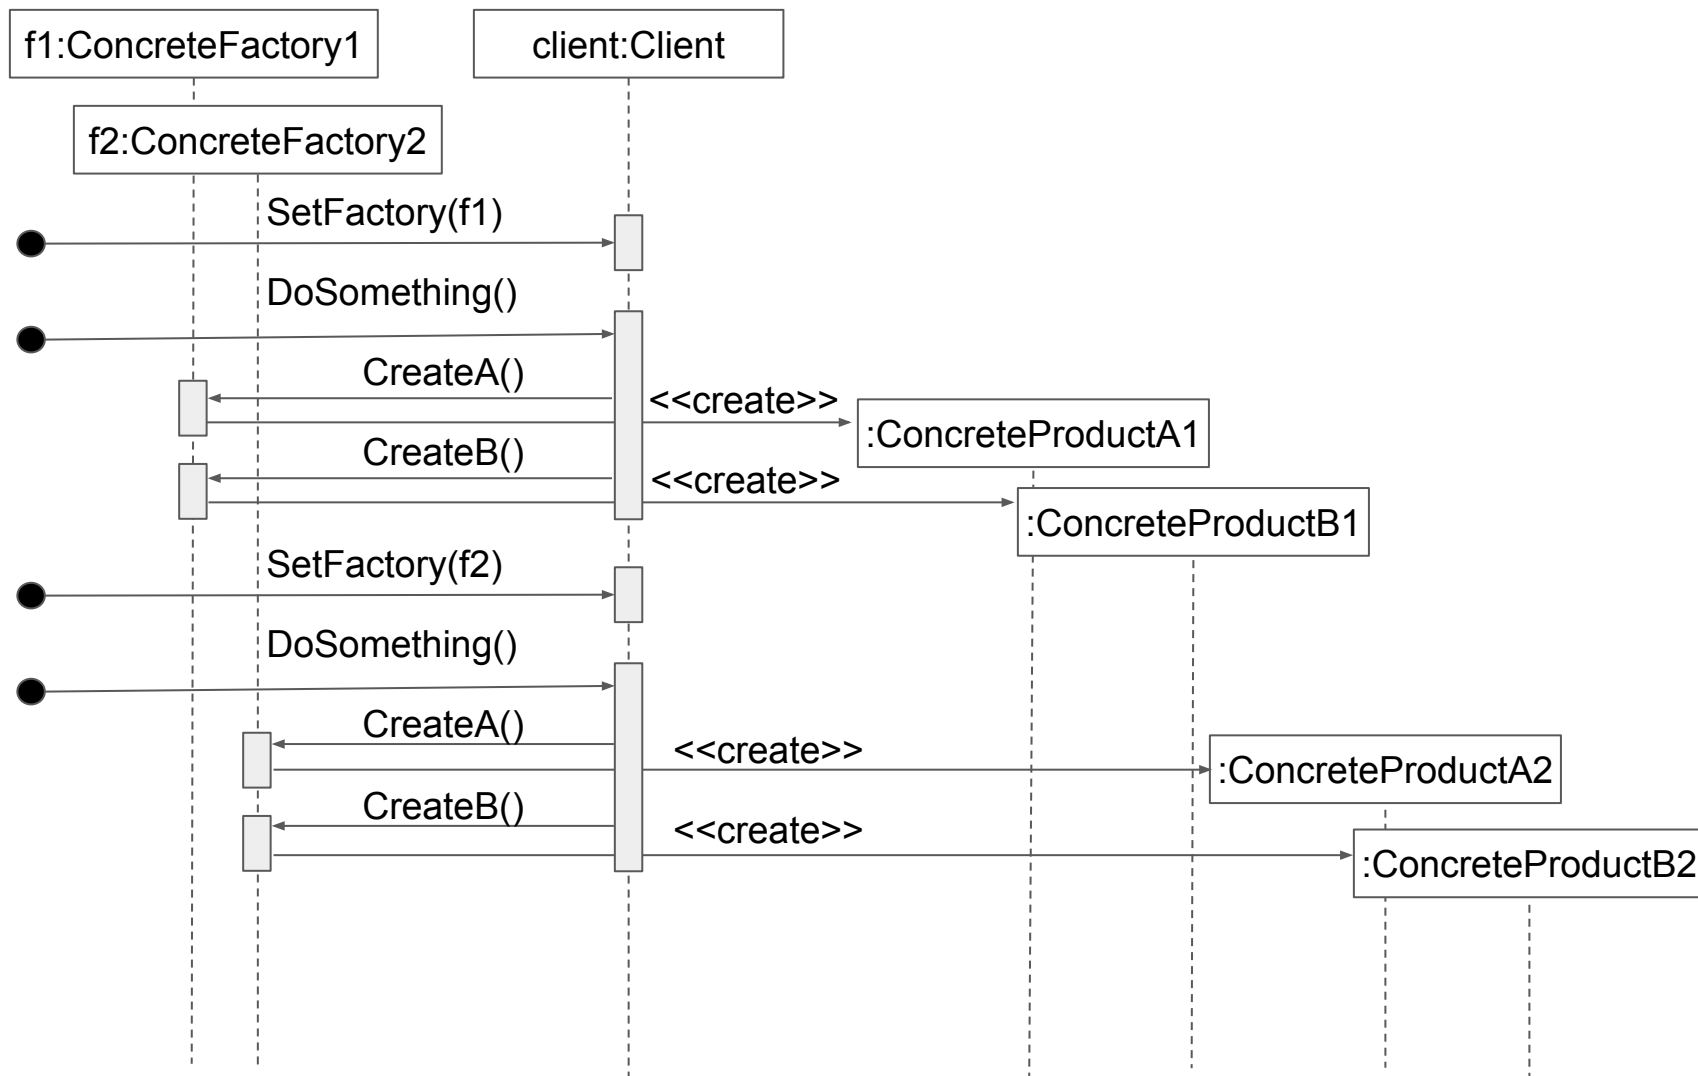 f1:ConcreteFactory1
client:Client
f2:ConcreteFactory2
SetFactory(f1)
DoSomething()
CreateA()
<<create>>
:ConcreteProductA1
CreateB()
<<create>>
:ConcreteProductB1
SetFactory(f2)
DoSomething()
CreateA()
<<create>>
:ConcreteProductA2
CreateB()
<<create>>
:ConcreteProductB2